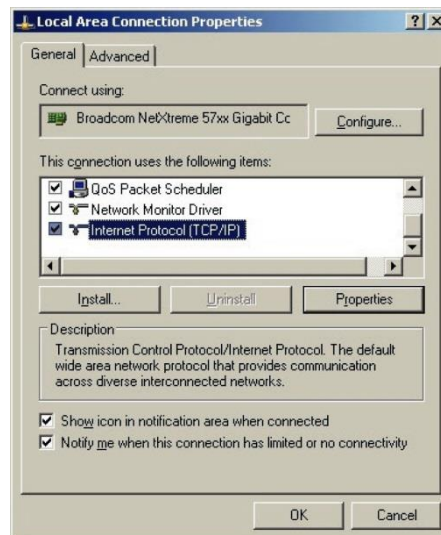 Local Area Connection Properties
General
Advanced
Connect using:
Broadcom NetXtreme 57xx Gigabit Cc
Configure...
This connection uses the following items:
QoS Packet Scheduler
Network Monitor Driver
Internet Protocol (TCP/IP)
Install...
Uninstall
Properties
Description
Transmission Control Protocol/Internet Protocol. The default
wide area network protocol that provides communication
across diverse interconnected networks.
Show icon in notification area when connected
Notify me when this connection has limited or no connectivity
OK
Cancel